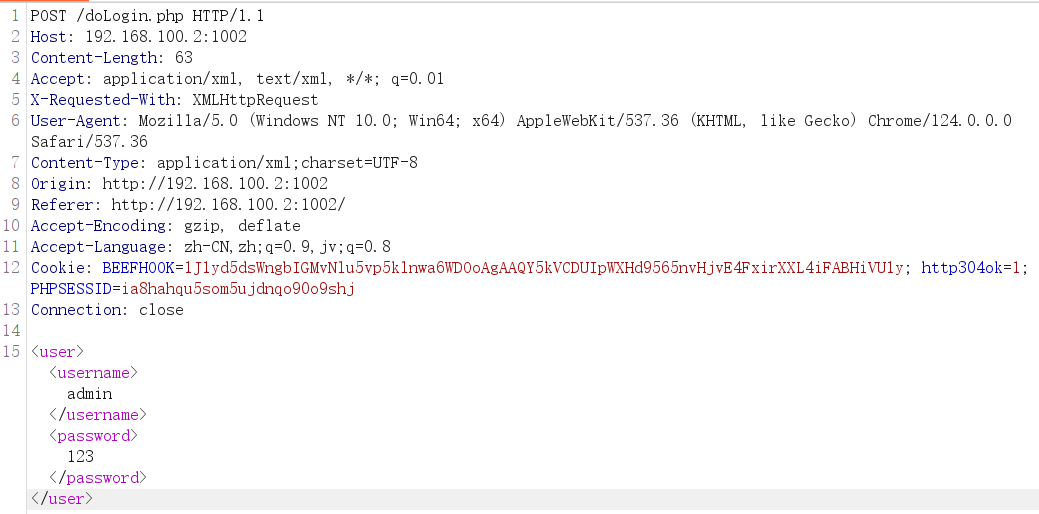 1 POST /doLogin.php HTTP/1.1
2 Host: 192.168.100.2:1002
3 Content-Length: 63
4 Accept: application/xml, text/xml, */*; q=0.01
5 X-Requested-With: XMLHttpRequest
6 User-Agent: Mozilla/5.0 (Windows NT 10.0; Win64; x64) AppleWebKit/537.36 (KHTML, like Gecko) Chrome/124.0.0.0
Safari/537.36
7 Content-Type: application/xml;charset=UTF-8
8 Origin: http://192.168.100.2:1002
9 Referer: http://192.168.100.2:1002/
10 Accept-Encoding: gzip, deflate
11 Accept-Language: zh-CN,zh;q=0.9,jv;q=0.8
12 Cookie: BEEFHOOK=1J1yd5dsWngbIGMvNlu5vp5klnwa6WD0oAgAAQY5kVCDUIpWXHd9565nvHjvE4FxirXXL4iFABHiVU1y; http304ok=1;
PHPSESSID=ia8hahqu5som5ujdnqo90o9shj
13 Connection: close
14
15 <user>
<username>
admin
</username>
<password>
123
</password>
</user>